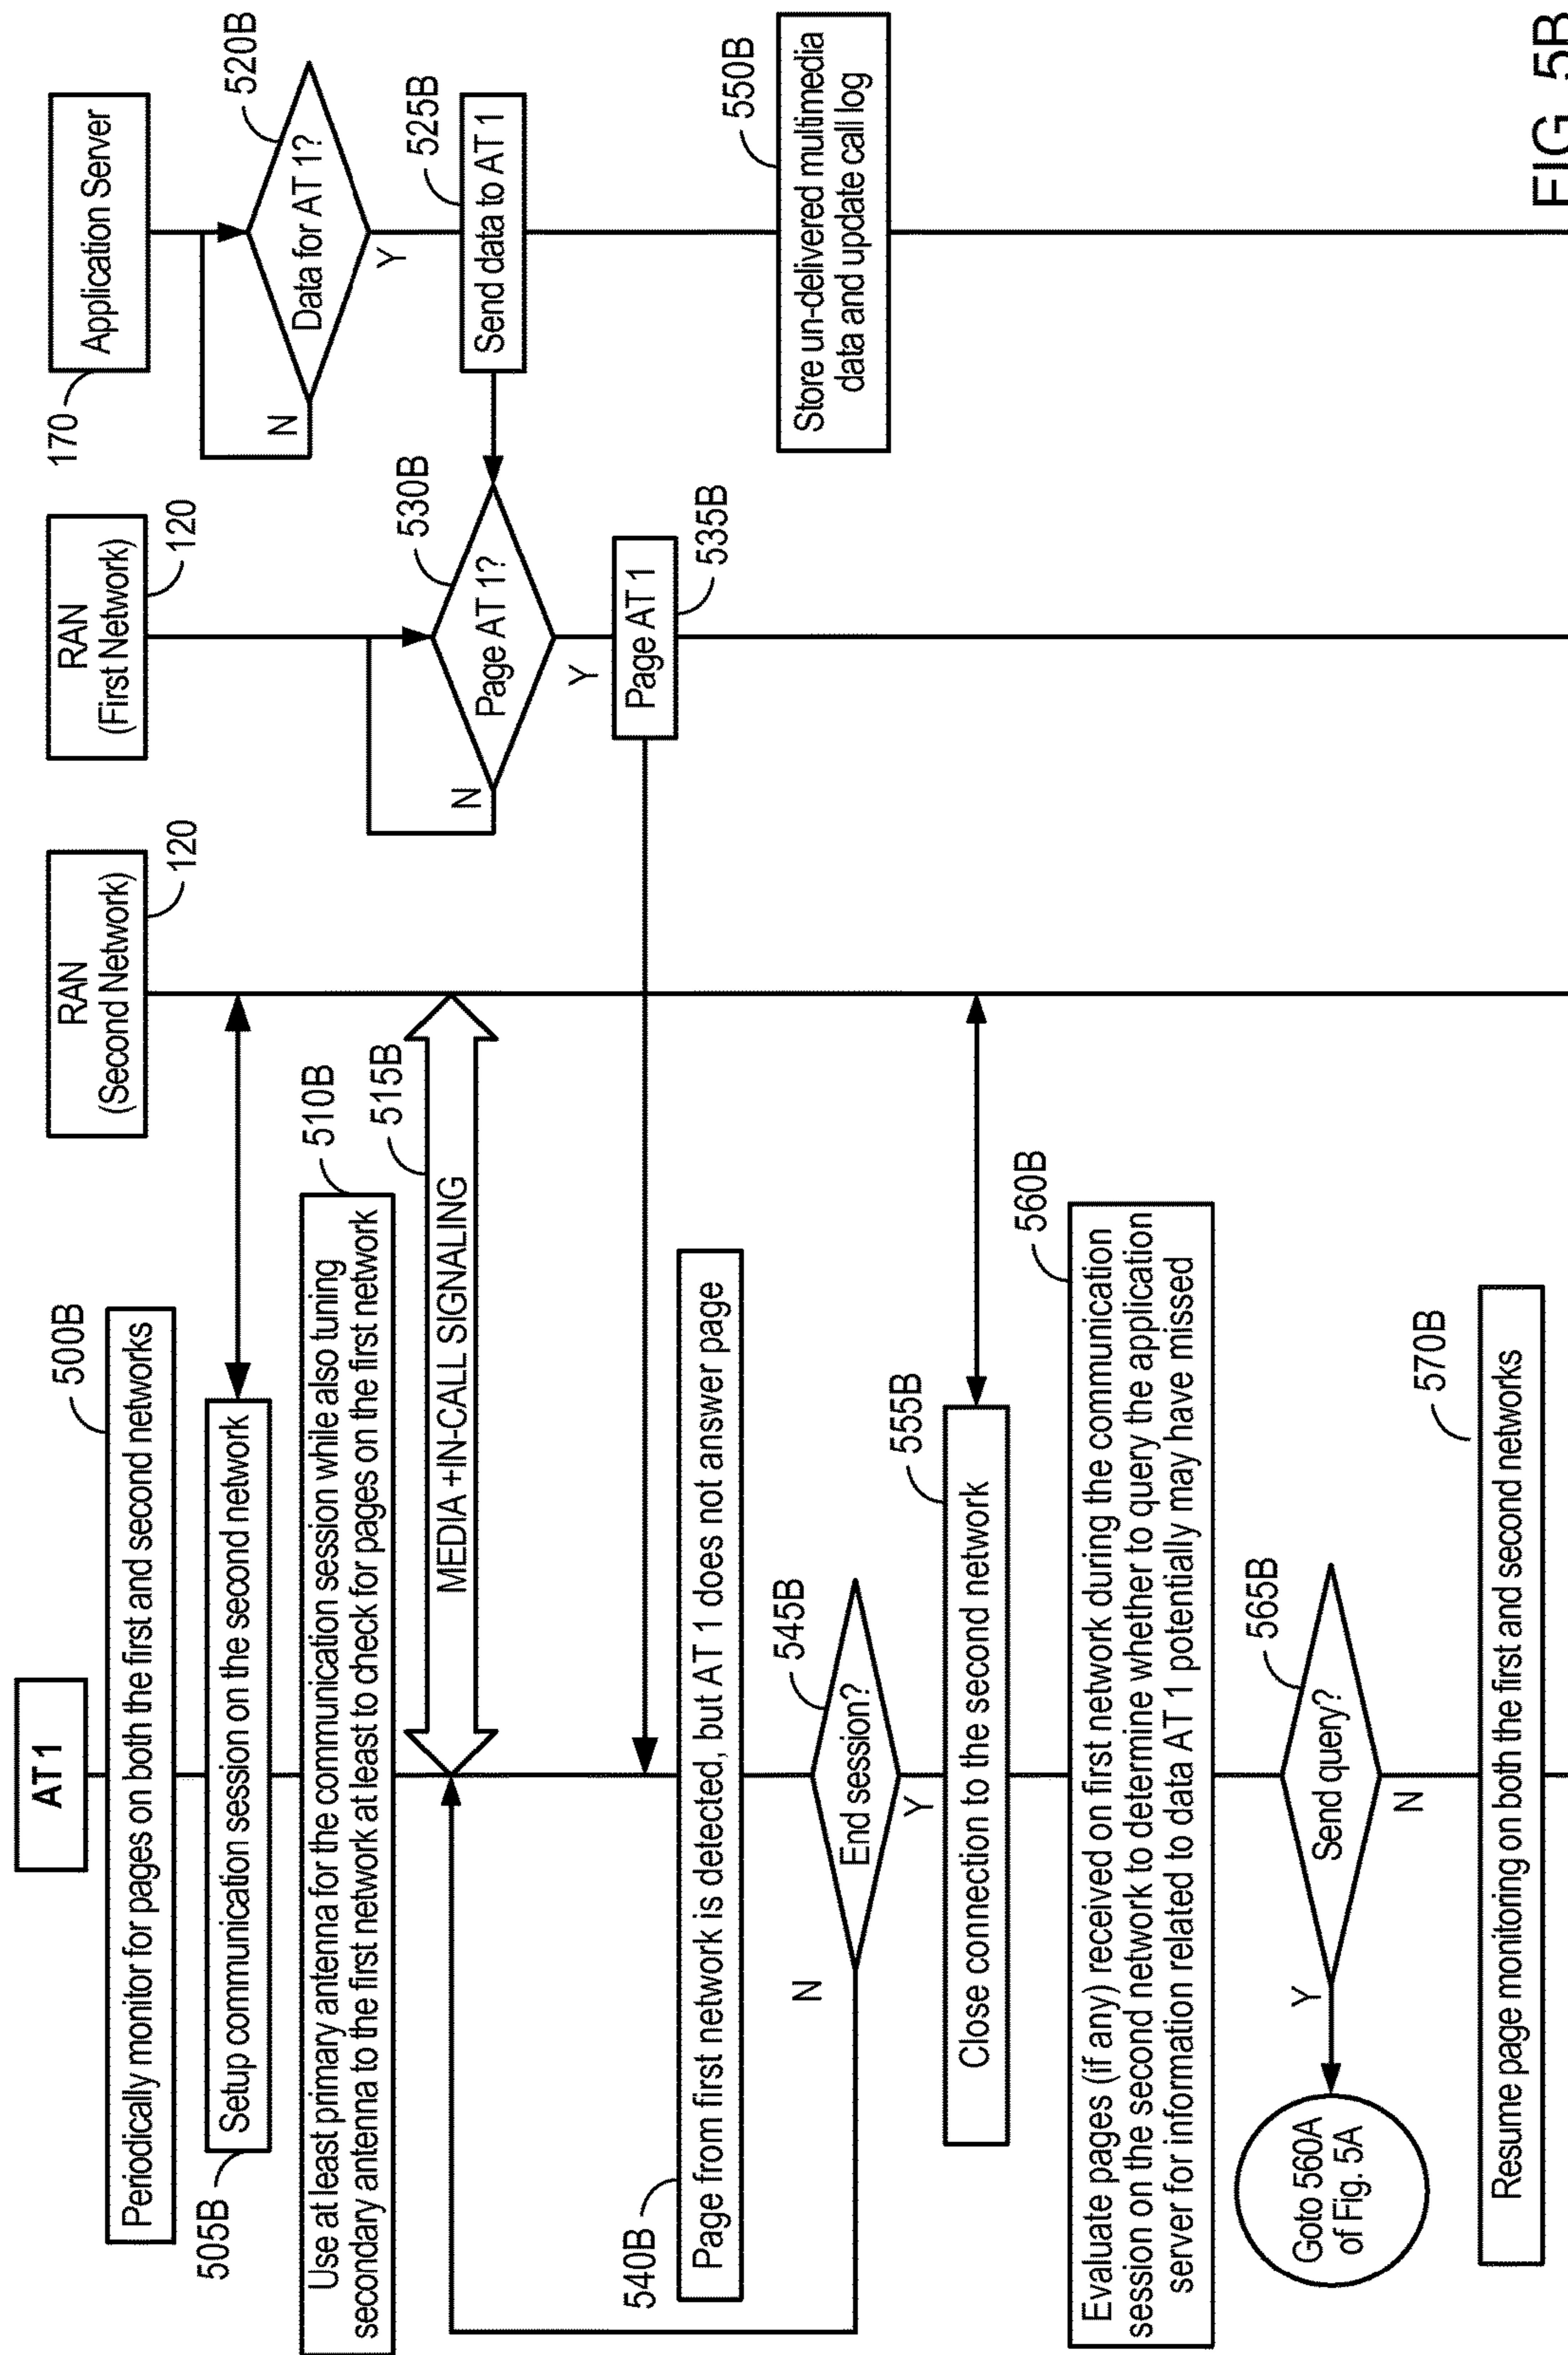 AT 1
RAN
(Second Network)
120
RAN
(First Network)
120
Application Server
170
500B
Periodically monitor for pages on both the first and second networks
505B
Setup communication session on the second network
510B
Use at least primary antenna for the communication session while also tuning
secondary antenna to the first network at least to check for pages on the first network
515B
MEDIA +IN-CALL SIGNALING
520B
Data for AT 1?
N
Y
525B
Send data to AT 1
530B
Page AT 1?
N
Y
535B
Page AT 1
540B
Page from first network is detected, but AT 1 does not answer page
545B
End session?
N
Y
550B
Store un-delivered multimedia
data and update call log
555B
Close connection to the second network
560B
Evaluate pages (if any) received on first network during the communication
session on the second network to determine whether to query the application
server for information related to data AT 1 potentially may have missed
565B
Send query?
Y
N
Goto 560A
of Fig. 5A
570B
Resume page monitoring on both the first and second networks
FIG. 5B